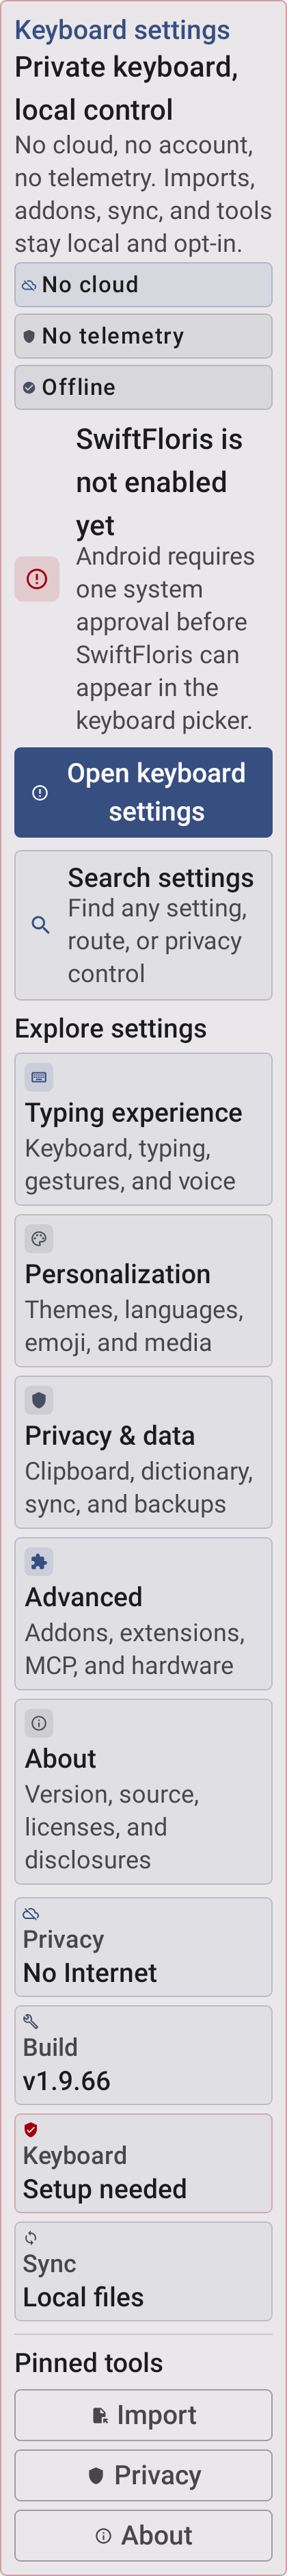 Keyboard settings
Private keyboard,
local control
No cloud, no account,
no telemetry. Imports,
addons, sync, and tools
stay local and opt-in.
No cloud
No telemetry
Offline
SwiftFloris is
not enabled
yet
Android requires
one system
approval before
SwiftFloris can
appear in the
keyboard picker.
Open keyboard
settings
Search settings
Find any setting,
route, or privacy
control
Explore settings
Typing experience
Keyboard, typing,
gestures, and voice
Personalization
Themes, languages,
emoji, and media
Privacy & data
Clipboard, dictionary,
sync, and backups
Advanced
Addons, extensions,
MCP, and hardware
About
Version, source,
licenses, and
disclosures
Privacy
No Internet
Build
v1.9.66
Keyboard
Setup needed
Sync
Local files
Pinned tools
Import
Privacy
About